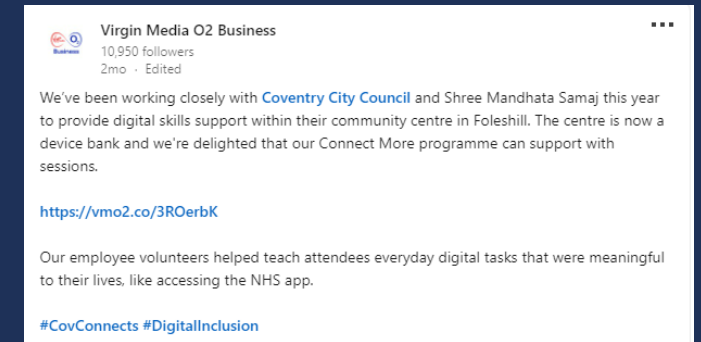 Virgin Media O2 Business
10,950 followers
2mo · Edited
We've been working closely with Coventry City Council and Shree Mandhata Samaj this year
to provide digital skills support within their community centre in Foleshill. The centre is now a
device bank and we're delighted that our Connect More programme can support with
sessions.
https://vmo2.co/3ROerbK
Our employee volunteers helped teach attendees everyday digital tasks that were meaningful
to their lives, like accessing the NHS app.
#CovConnects #DigitalInclusion